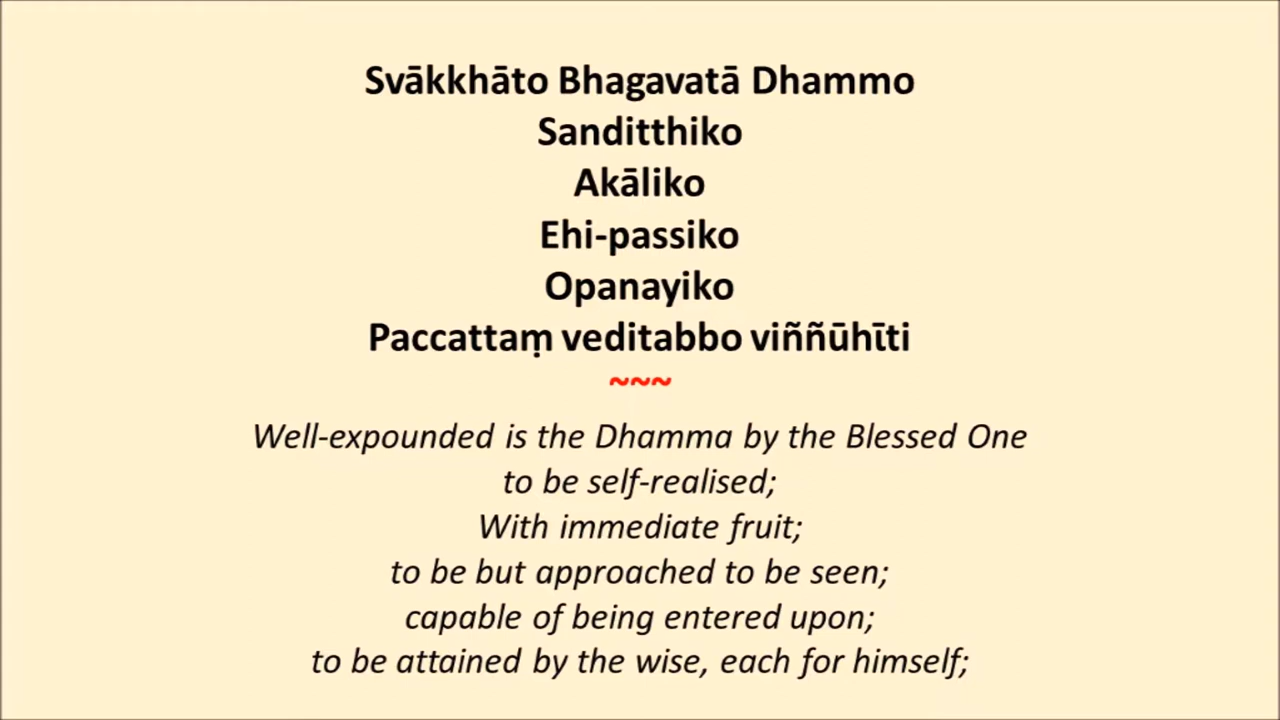 Svākkhāto Bhagavatā Dhammo
Sanditthiko
Akāliko
Ehi-passiko
Opanayiko
Paccattaṃ veditabbo viññūhīti
~~~
Well-expounded is the Dhamma by the Blessed One
to be self-realised;
With immediate fruit;
to be but approached to be seen;
capable of being entered upon;
to be attained by the wise, each for himself;